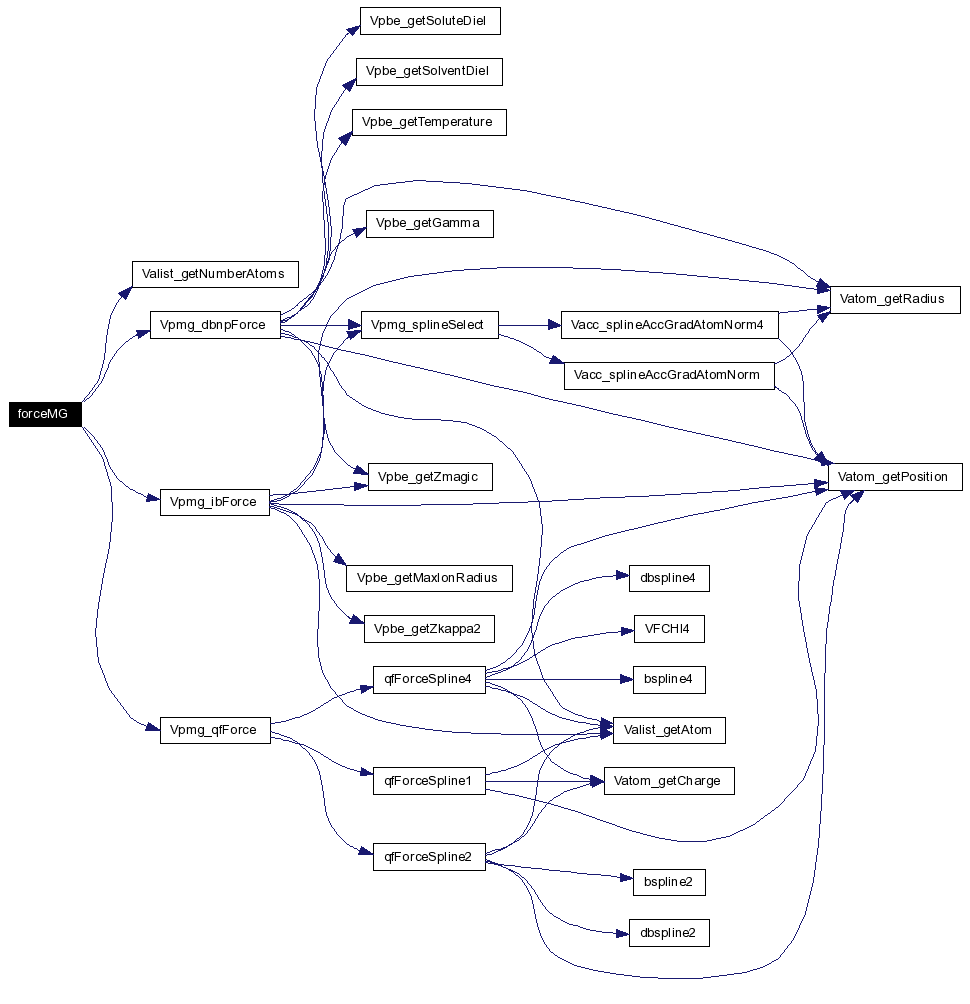 Vpbe_getSoluteDiel
Vpbe_getSolventDiel
Vpbe_getTemperature
Vpbe_getGamma
Valist_getNumberAtoms
Vatom_getRadius
Vpmg_dbnpForce
Vpmg_splineSelect
Vacc_splineAccGradAtomNorm4
Vacc_splineAccGradAtomNorm
forceMG
Vpbe_getZmagic
Vatom_getPosition
Vpmg_ibForce
Vpbe_getMaxIonRadius
dbspline4
Vpbe_getZkappa2
VFCHI4
qfForceSpline4
bspline4
Vpmg_qfForce
Valist_getAtom
qfForceSpline1
Vatom_getCharge
qfForceSpline2
bspline2
dbspline2